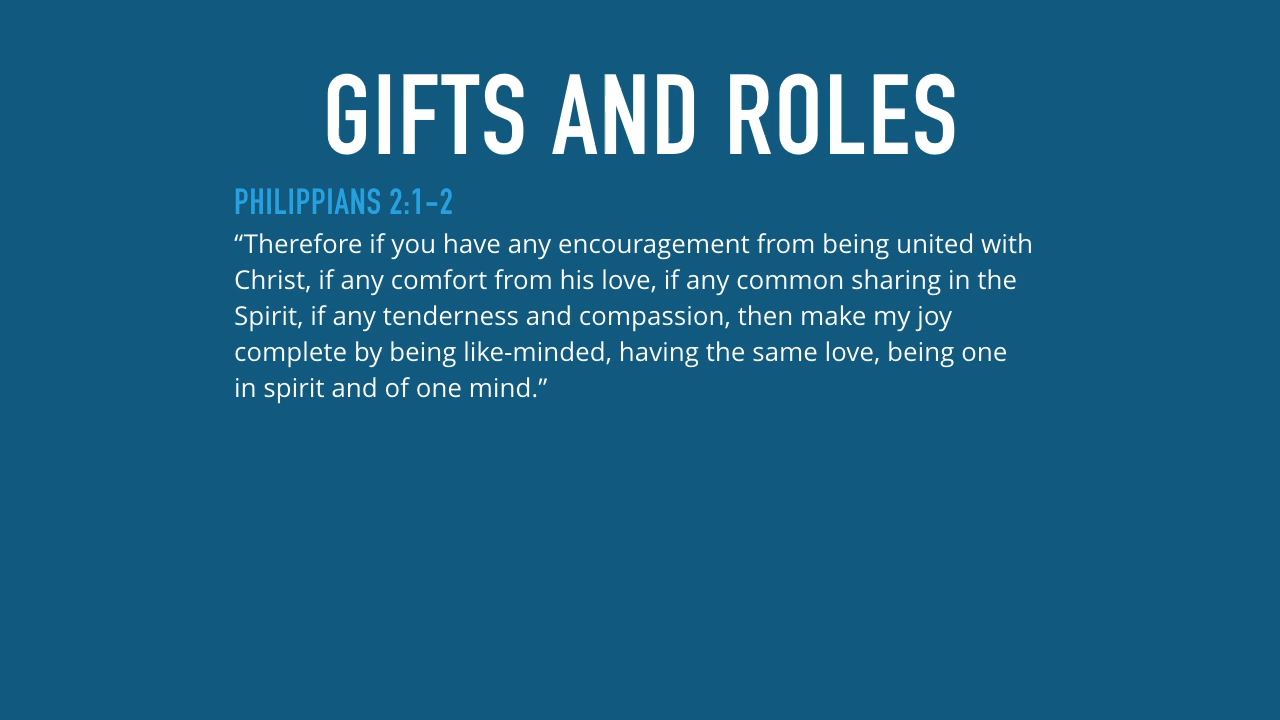 GIFTS AND ROLES
PHILIPPIANS 2:1-2
“Therefore if you have any encouragement from being united with
Christ, if any comfort from his love, if any common sharing in the
Spirit, if any tenderness and compassion, then make my joy
complete by being like-minded, having the same love, being one
in spirit and of one mind.”